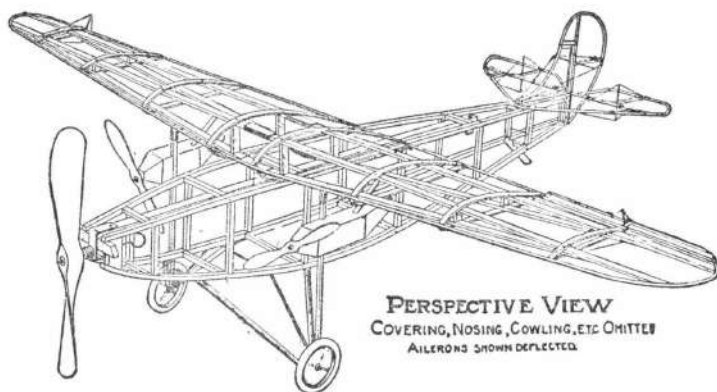 PERSPECTIVE VIEW
COVERING, NOSING, COWLING, ETC OMITTED
AILERONS SHOWN DEFLECTED